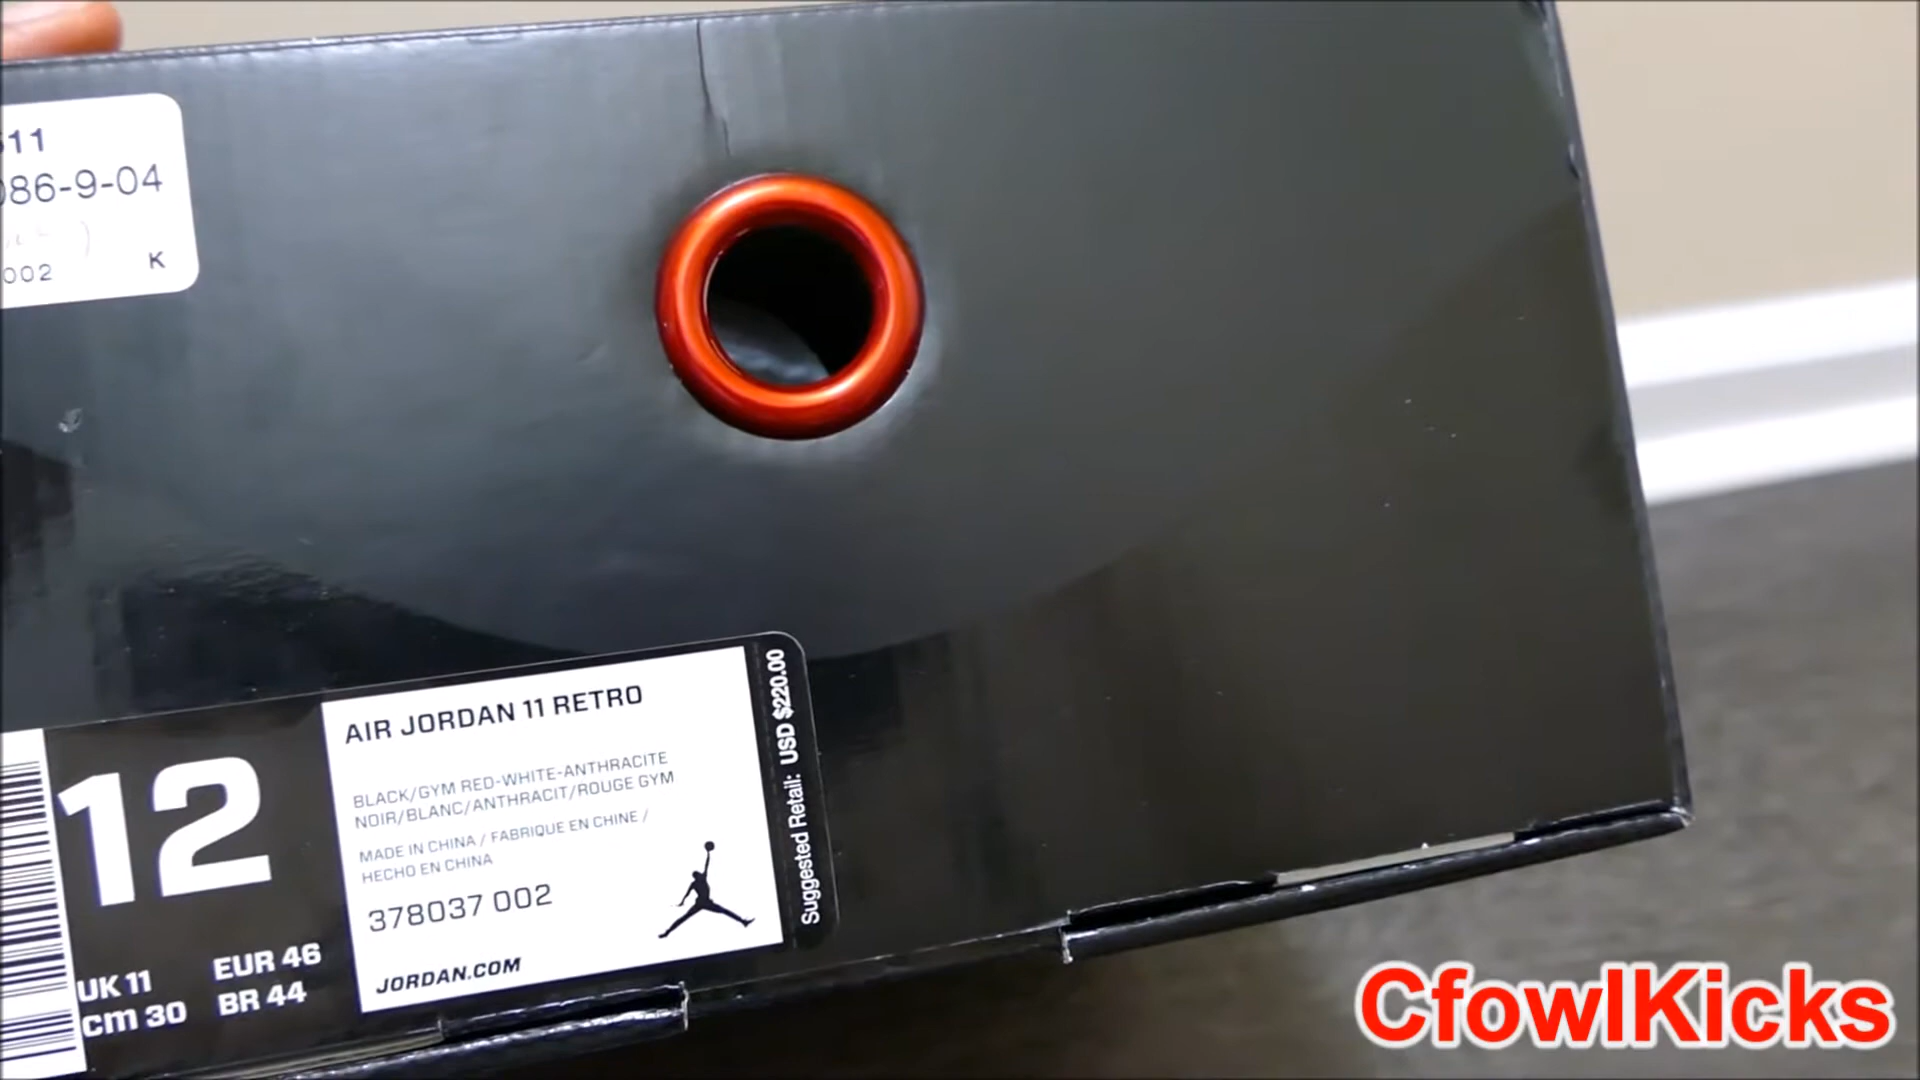 11
86-9-04
002
K
12
UK 11
EUR 46
cm 30
BR 44
AIR JORDAN 11 RETRO
BLACK/GYM RED-WHITE-ANTHRACITE
NOIR/BLANC/ANTHRACIT/ROUGE GYM
MADE IN CHINA / FABRIQUE EN CHINE /
HECHO EN CHINA
378037 002
JORDAN.COM
Suggested Retail: USD $220.00
CfowlKicks